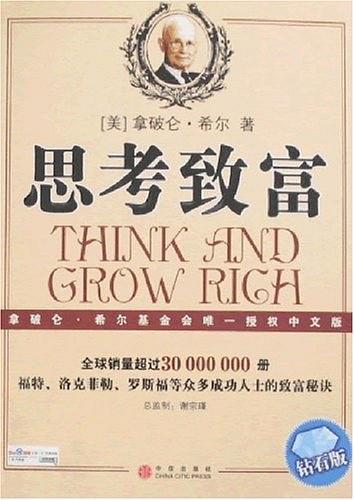 [美]拿破仑·希尔 著
思考致富
THINK AND
GROW RICH
拿破仑·希尔基金会唯一授权中文版
全球销量超过30 000 000 册
福特、洛克菲勒、罗斯福等众多成功人士的致富秘诀
总监制：谢宗瑾
钻石版
中信出版社
CHINA CITIC PRESS